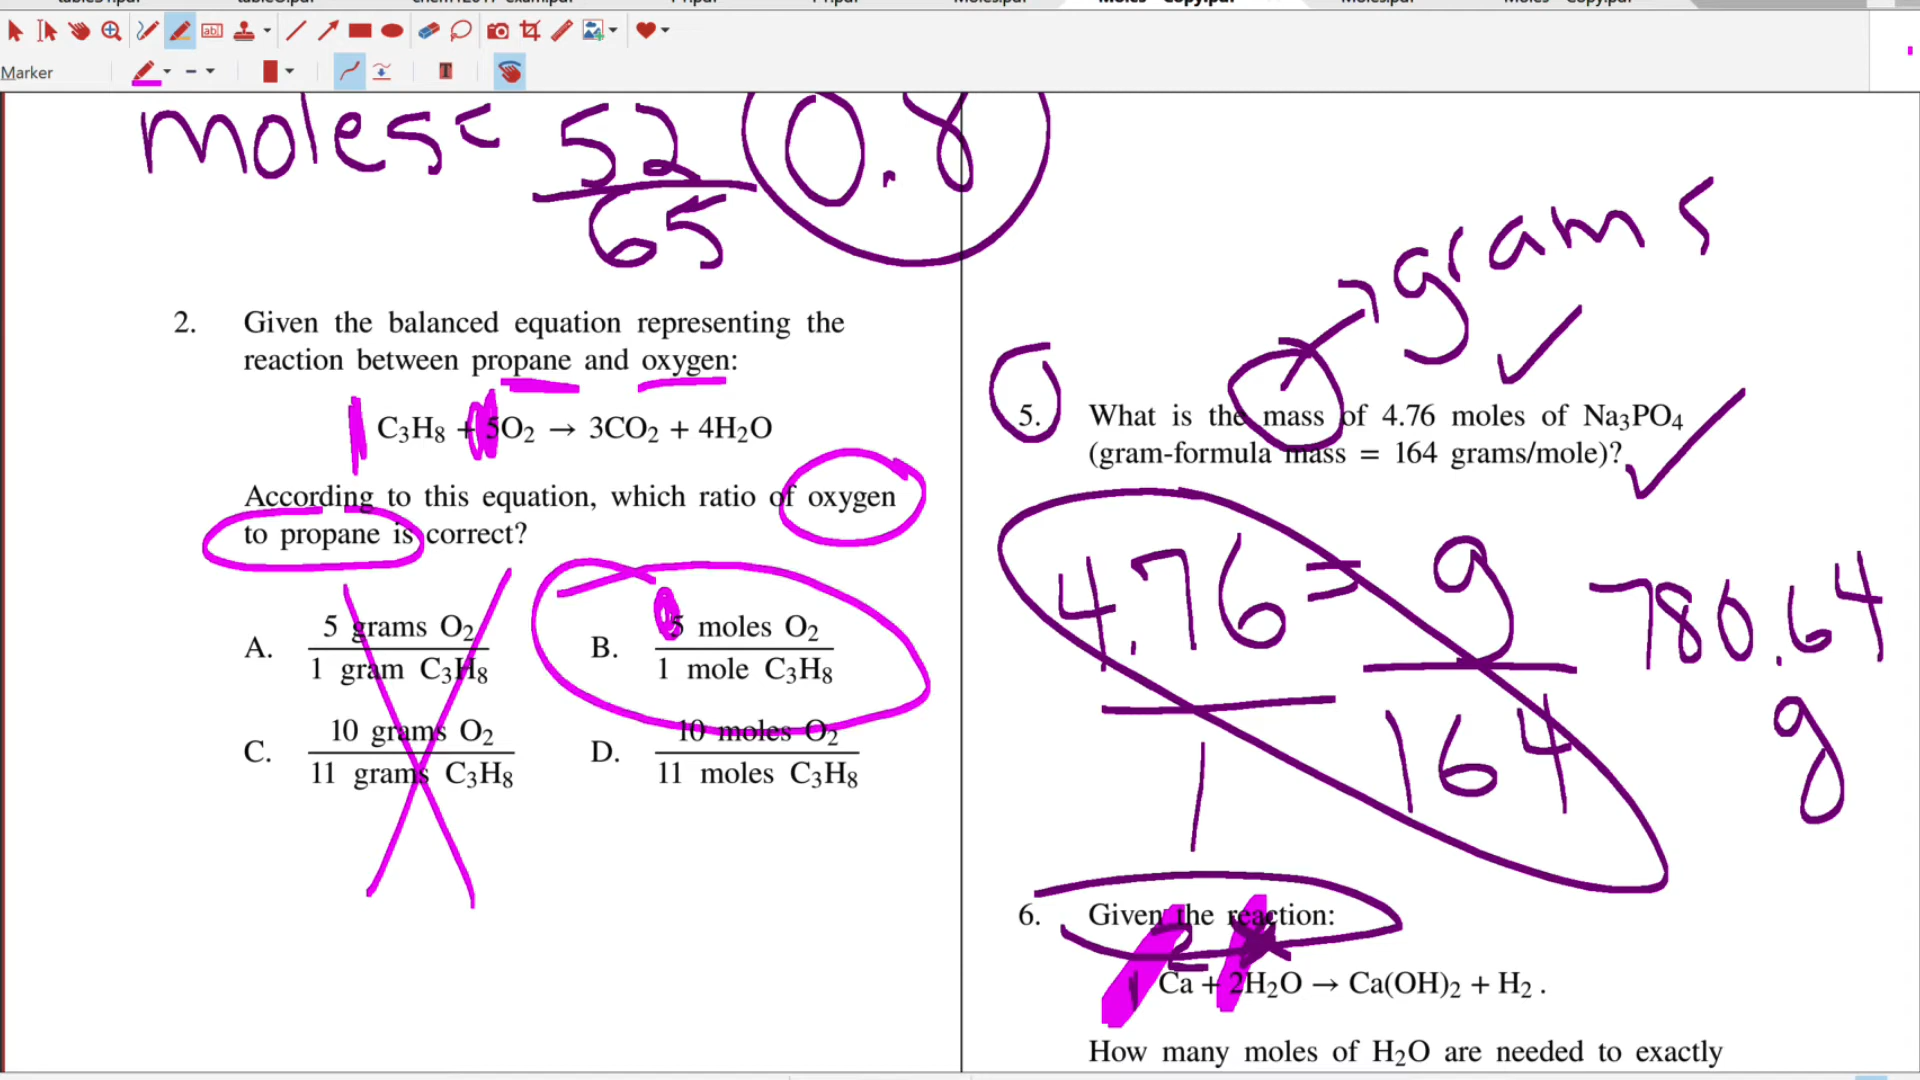 Marker
moles = 52 0.8
65
2. Given the balanced equation representing the
reaction between propane and oxygen:
1 C₃H₈ + 5O₂ → 3CO₂ + 4H₂O
According to this equation, which ratio of oxygen
to propane is correct?
A. 5 grams O₂
1 gram C₃H₈
B. 5 moles O₂
1 mole C₃H₈
C. 10 grams O₂
11 grams C₃H₈
D. 10 moles O₂
11 moles C₃H₈
grams
5. What is the mass of 4.76 moles of Na₃PO₄
(gram-formula mass = 164 grams/mole)?
4.76 = g 780.64
1 164 g
6. Given the reaction:
2 x
1 Ca + 2H₂O → Ca(OH)₂ + H₂ .
How many moles of H₂O are needed to exactly